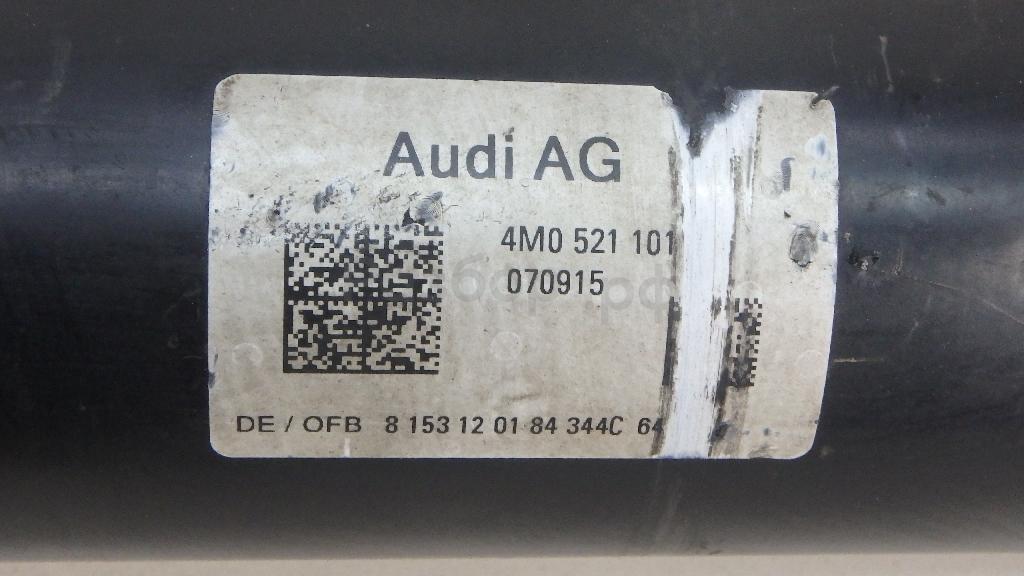 Audi AG
4M0 521 101
070915
DE / OFB 8 153 12 01 84 344C 64